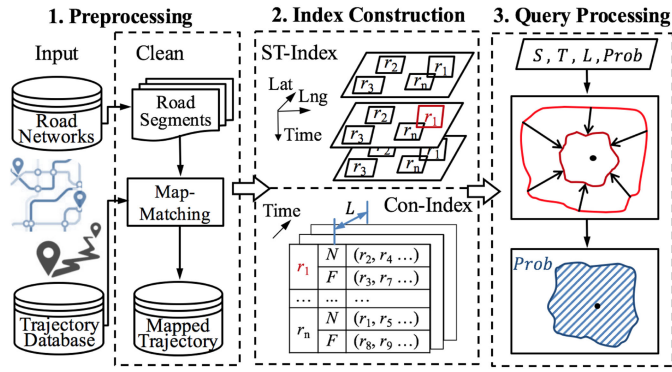 1. Preprocessing
Input
Clean
Road
Networks
Road
Segments
Map-
Matching
Trajectory
Database
Mapped
Trajectory
2. Index Construction
ST-Index
Lat
Lng
Time
r₂
r₁
r₃
rₙ
r₂
r₁
r₃
rₙ
r₁
r₂
r₃
rₙ
Con-Index
Time
L
r₁ N (r₂, r₄ ...)
F (r₃, r₇ ...)
... ... ...
rₙ N (r₁, r₅ ...)
F (r₈, r₉ ...)
3. Query Processing
S, T, L, Prob
Prob